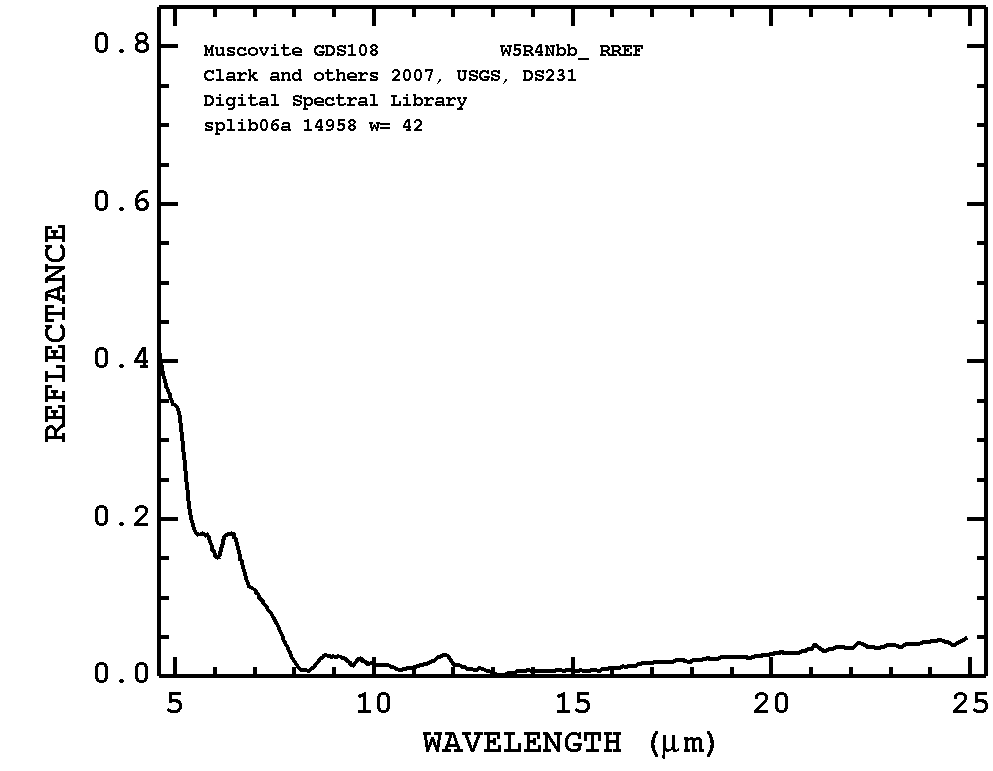 Muscovite GDS108 W5R4Nbb_ RREF
Clark and others 2007, USGS, DS231
Digital Spectral Library
splib06a 14958 w= 42
REFLECTANCE
0.8
0.6
0.4
0.2
0.0
5 10 15 20 25
WAVELENGTH (μm)